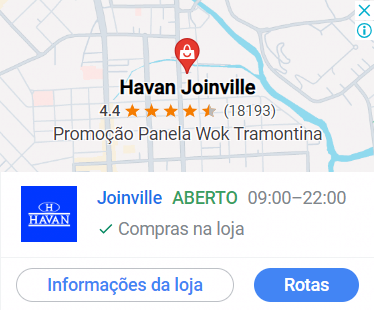 Havan Joinville
4.4 (18193)
Promoção Panela Wok Tramontina
H
HAVAN
Joinville ABERTO 09:00–22:00
Compras na loja
Informações da loja
Rotas